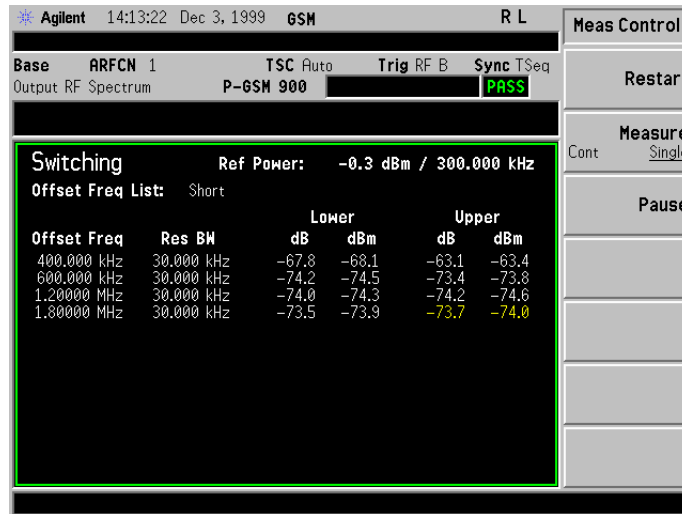 Agilent 14:13:22 Dec 3, 1999 GSM R L
Meas Control
Base ARFCN 1 TSC Auto Trig RF B Sync TSeq
Output RF Spectrum P-GSM 900 PASS
Restar
Measure
Cont Single
Pause
Switching Ref Power: -0.3 dBm / 300.000 kHz
Offset Freq List: Short
Lower Upper
Offset Freq Res BW dB dBm dB dBm
400.000 kHz 30.000 kHz -67.8 -68.1 -63.1 -63.4
600.000 kHz 30.000 kHz -74.2 -74.5 -73.4 -73.8
1.20000 MHz 30.000 kHz -74.0 -74.3 -74.2 -74.6
1.80000 MHz 30.000 kHz -73.5 -73.9 -73.7 -74.0